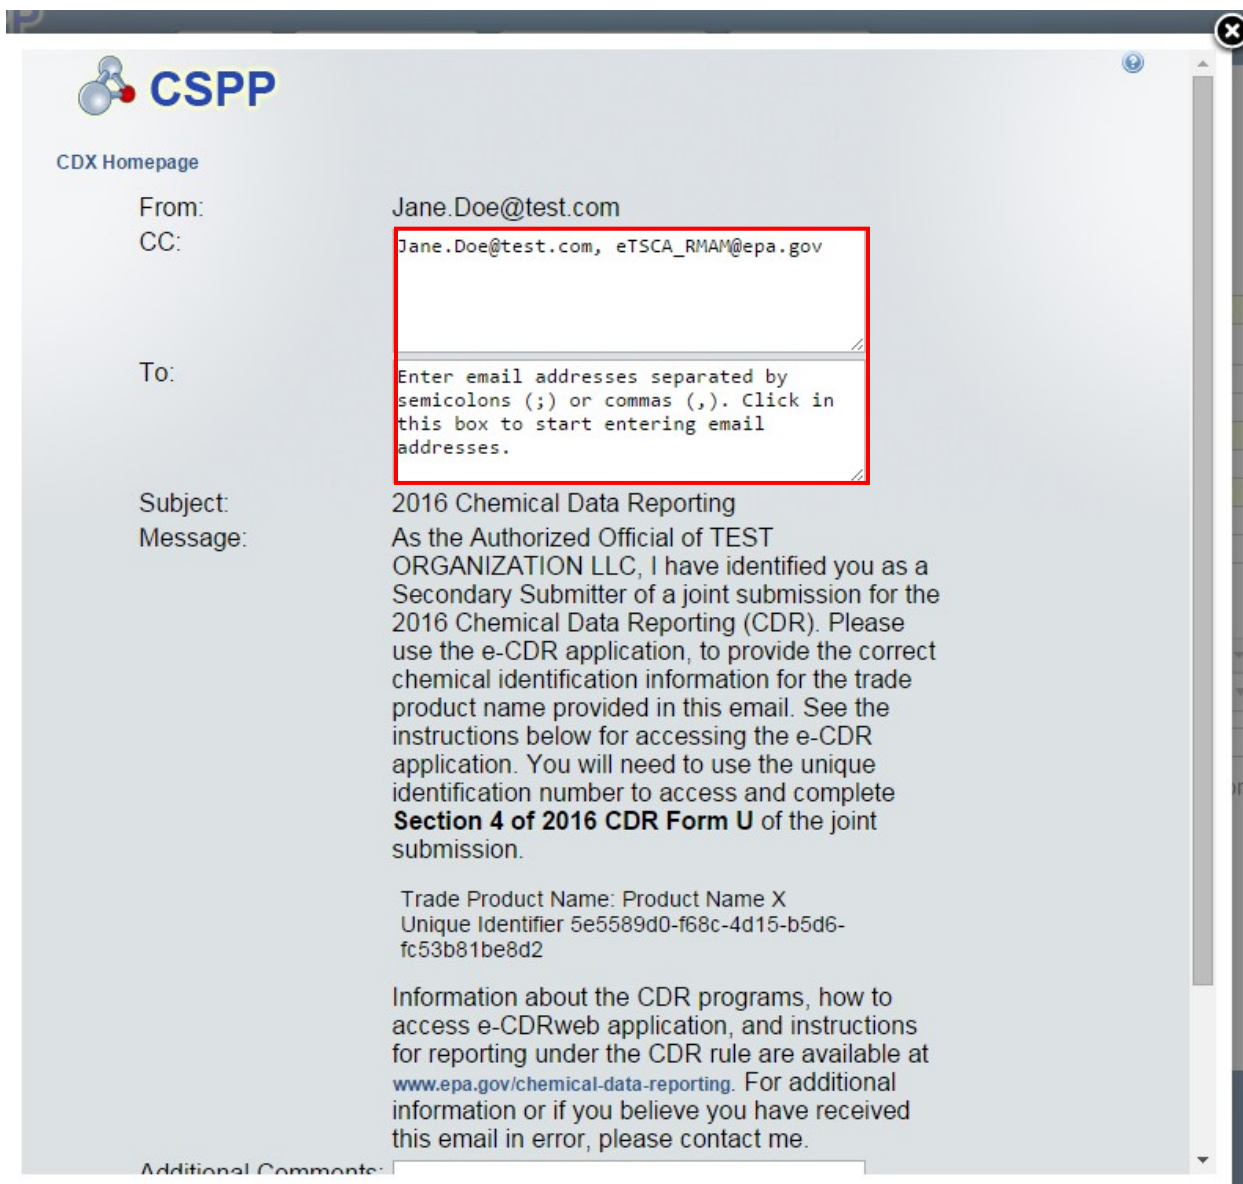 P
CSPP
CDX Homepage
From: Jane.Doe@test.com
CC: Jane.Doe@test.com, eTSCA_RMAM@epa.gov
To: Enter email addresses separated by
semicolons (;) or commas (,). Click in
this box to start entering email
addresses.
Subject: 2016 Chemical Data Reporting
Message: As the Authorized Official of TEST
ORGANIZATION LLC, I have identified you as a
Secondary Submitter of a joint submission for the
2016 Chemical Data Reporting (CDR). Please
use the e-CDR application, to provide the correct
chemical identification information for the trade
product name provided in this email. See the
instructions below for accessing the e-CDR
application. You will need to use the unique
identification number to access and complete
Section 4 of 2016 CDR Form U of the joint
submission.
Trade Product Name: Product Name X
Unique Identifier 5e5589d0-f68c-4d15-b5d6-
fc53b81be8d2
Information about the CDR programs, how to
access e-CDRweb application, and instructions
for reporting under the CDR rule are available at
www.epa.gov/chemical-data-reporting. For additional
information or if you believe you have received
this email in error, please contact me.
Additional Comments: